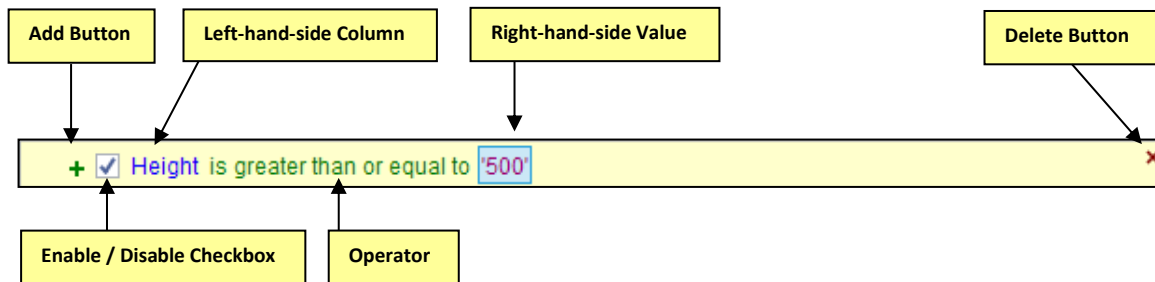 Add Button
Left-hand-side Column
Right-hand-side Value
Delete Button
+ Height is greater than or equal to '500' ×
Enable / Disable Checkbox
Operator